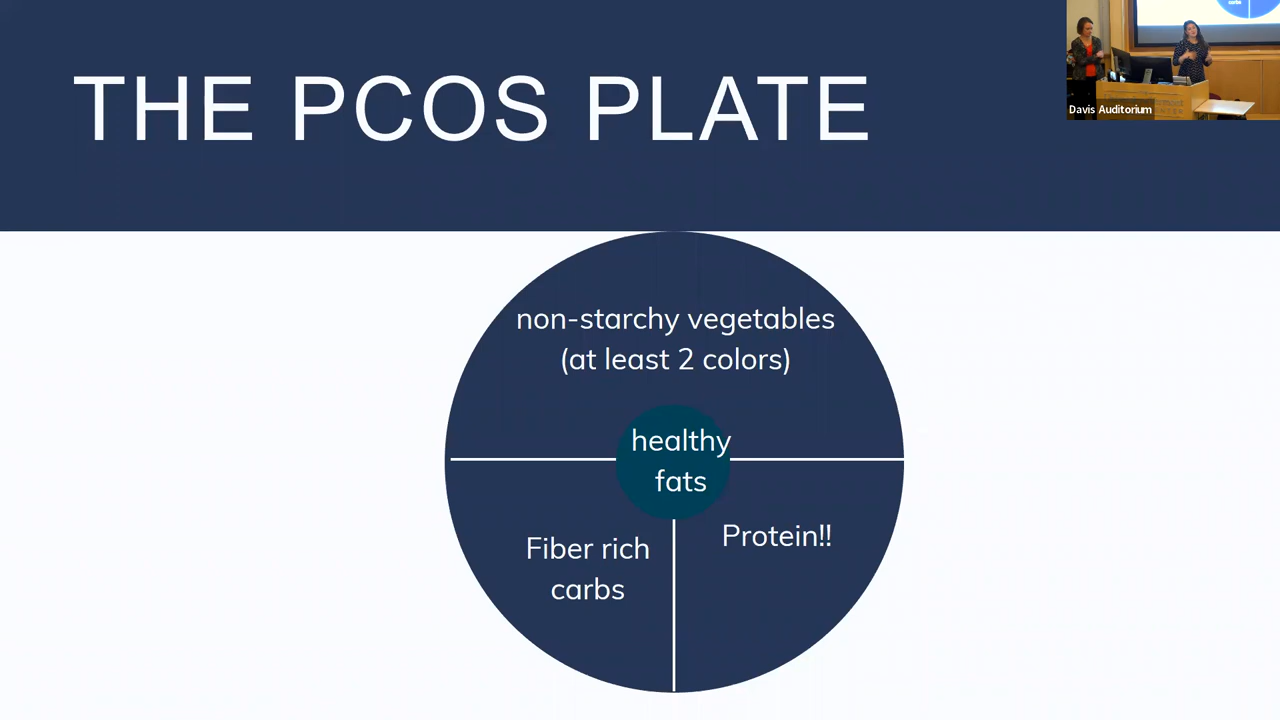 THE PCOS PLATE
Davis Auditorium
non-starchy vegetables
(at least 2 colors)
healthy
fats
Fiber rich
carbs
Protein!!